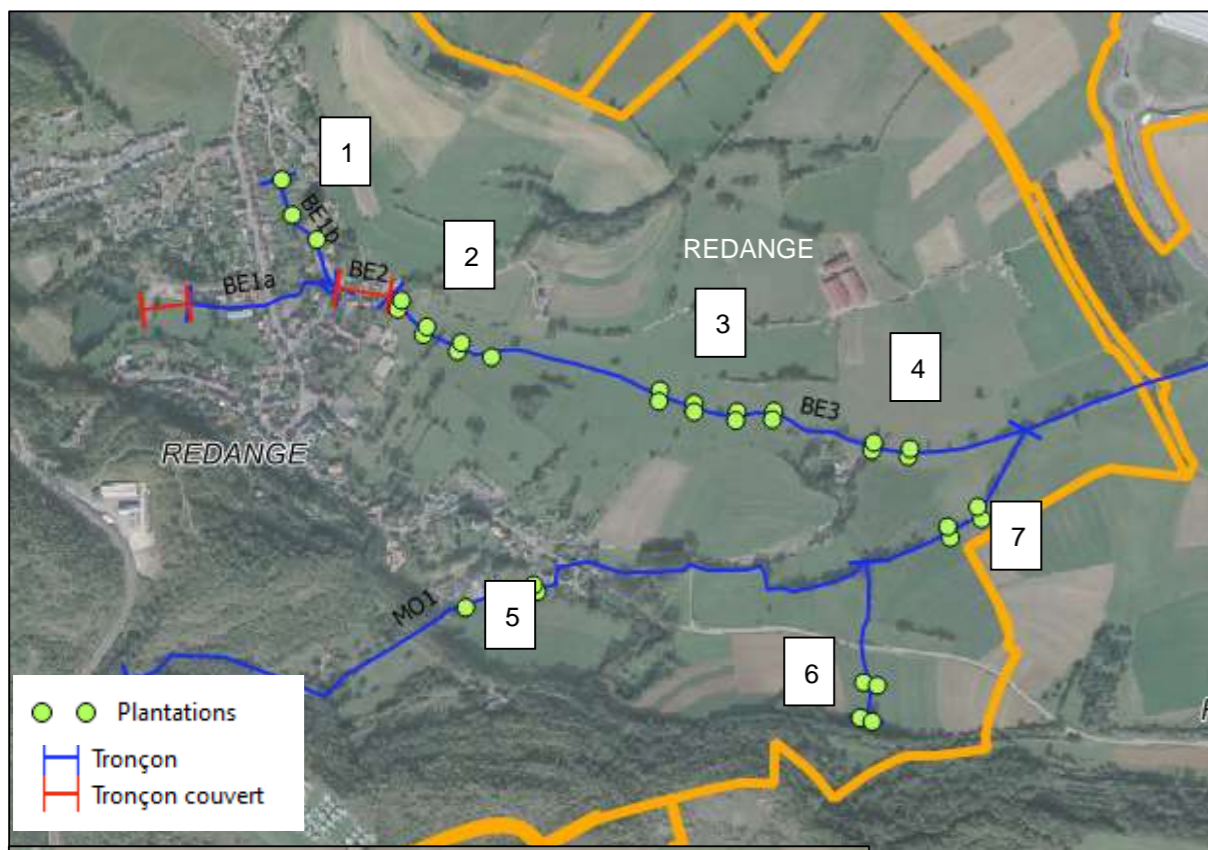 1
BE1b
2
REDANGE
BE2
BE1a
3
4
BE3
REDANGE
7
MO1
5
6
Plantations
Tronçon
Tronçon couvert